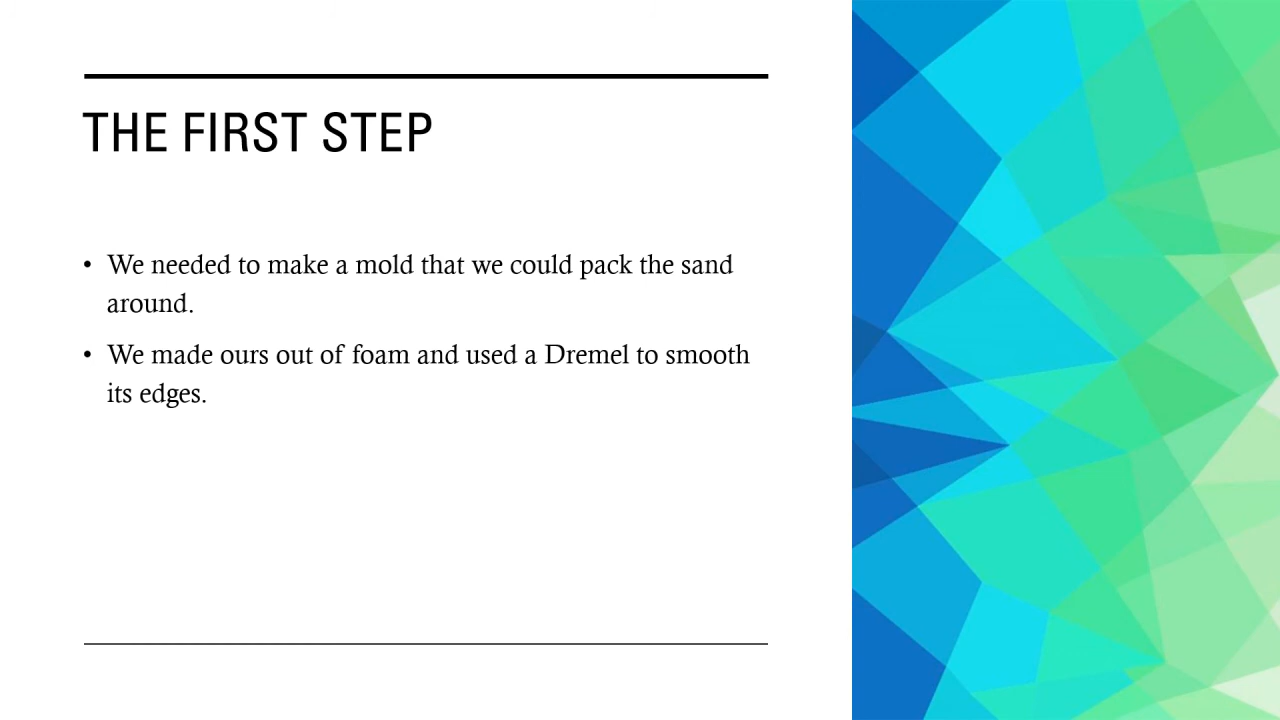 THE FIRST STEP
• We needed to make a mold that we could pack the sand
around.
• We made ours out of foam and used a Dremel to smooth
its edges.